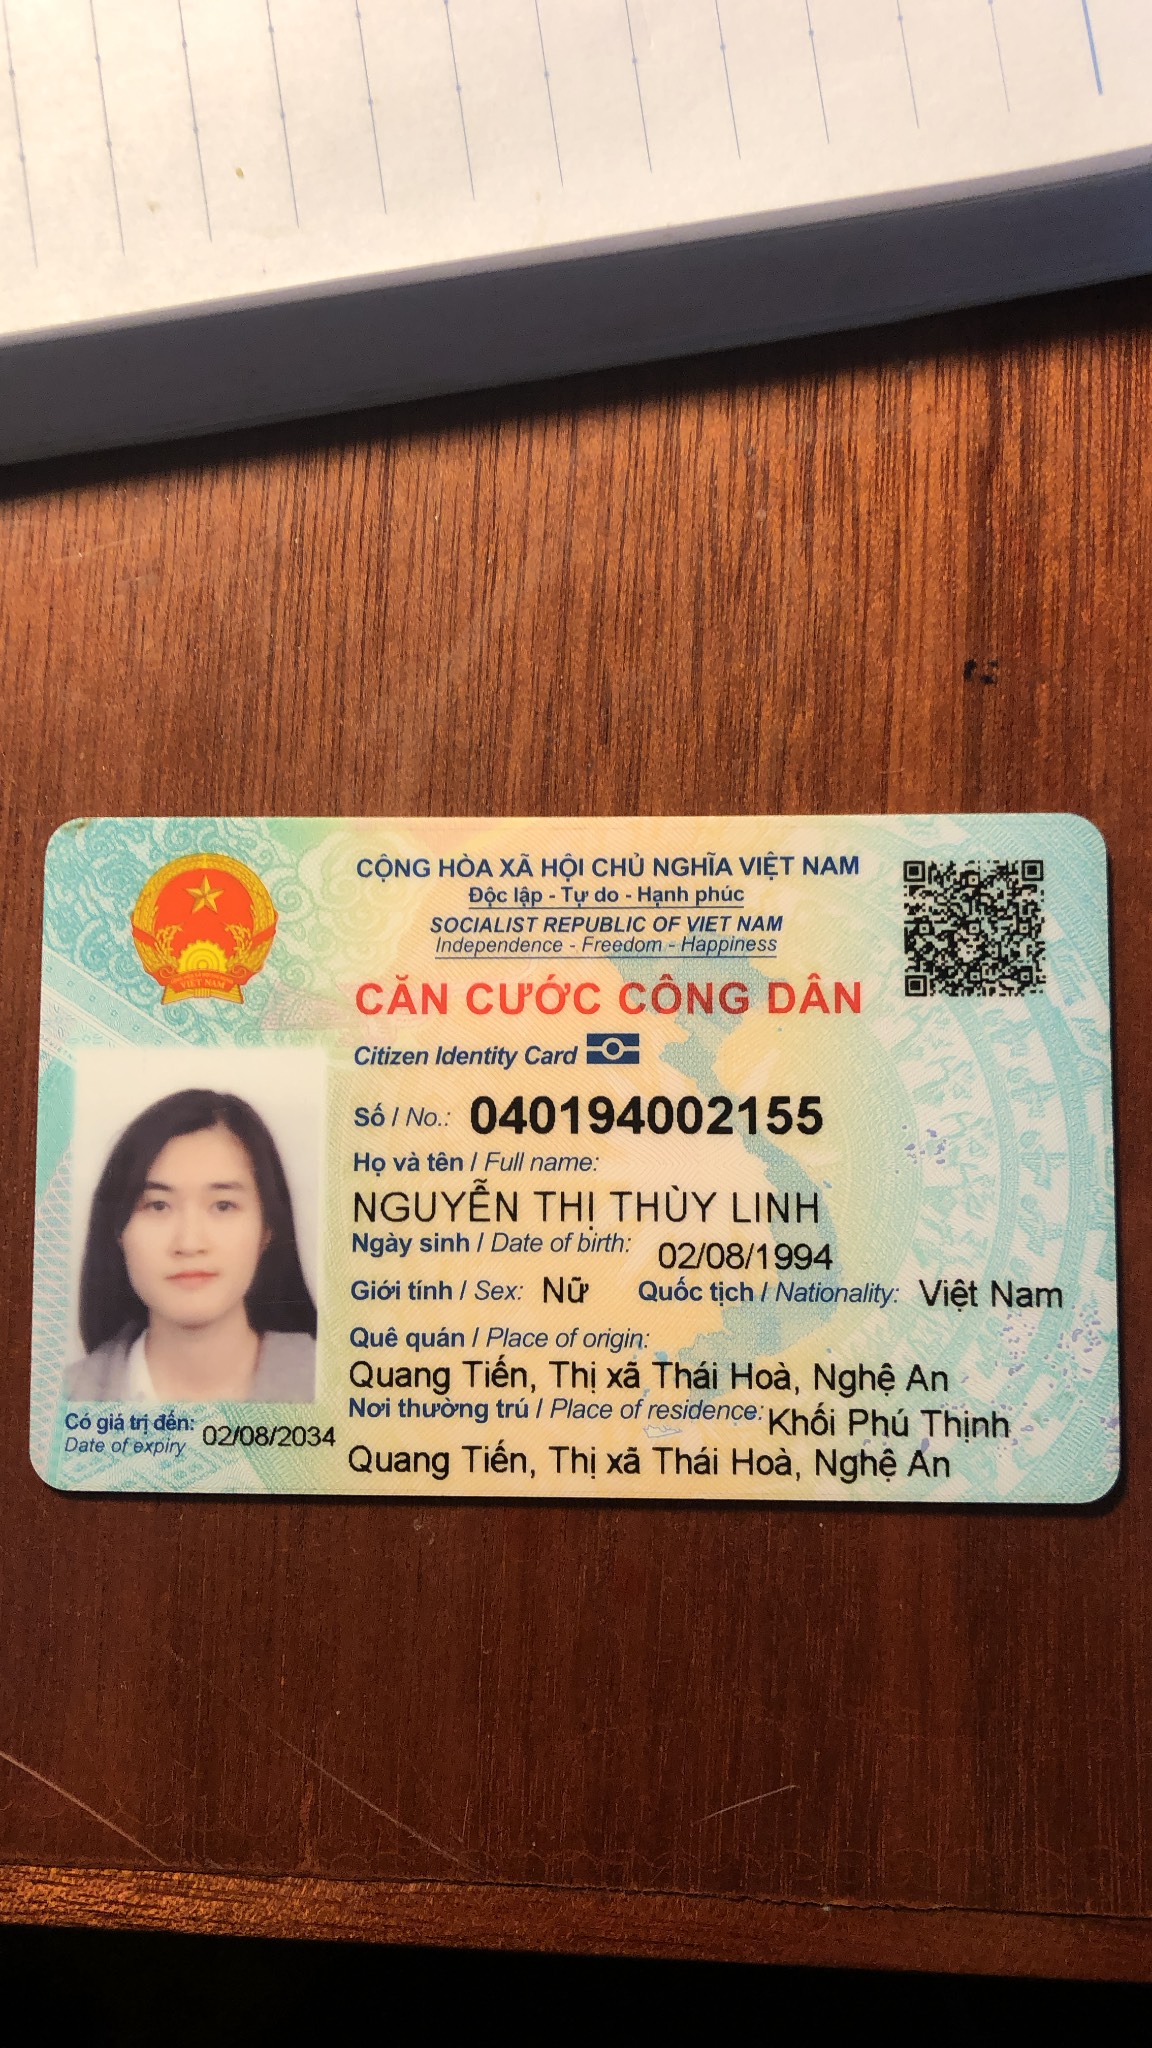 CỘNG HÒA XÃ HỘI CHỦ NGHĨA VIỆT NAM
Độc lập - Tự do - Hạnh phúc
SOCIALIST REPUBLIC OF VIET NAM
Independence - Freedom - Happiness
CĂN CƯỚC CÔNG DÂN
Citizen Identity Card
Số / No.: 040194002155
Họ và tên / Full name:
NGUYỄN THỊ THÙY LINH
Ngày sinh / Date of birth: 02/08/1994
Giới tính / Sex: Nữ Quốc tịch / Nationality: Việt Nam
Quê quán / Place of origin:
Quang Tiến, Thị xã Thái Hoà, Nghệ An
Nơi thường trú / Place of residence: Khối Phú Thịnh
Quang Tiến, Thị xã Thái Hoà, Nghệ An
Có giá trị đến: 02/08/2034
Date of expiry
VIỆT NAM